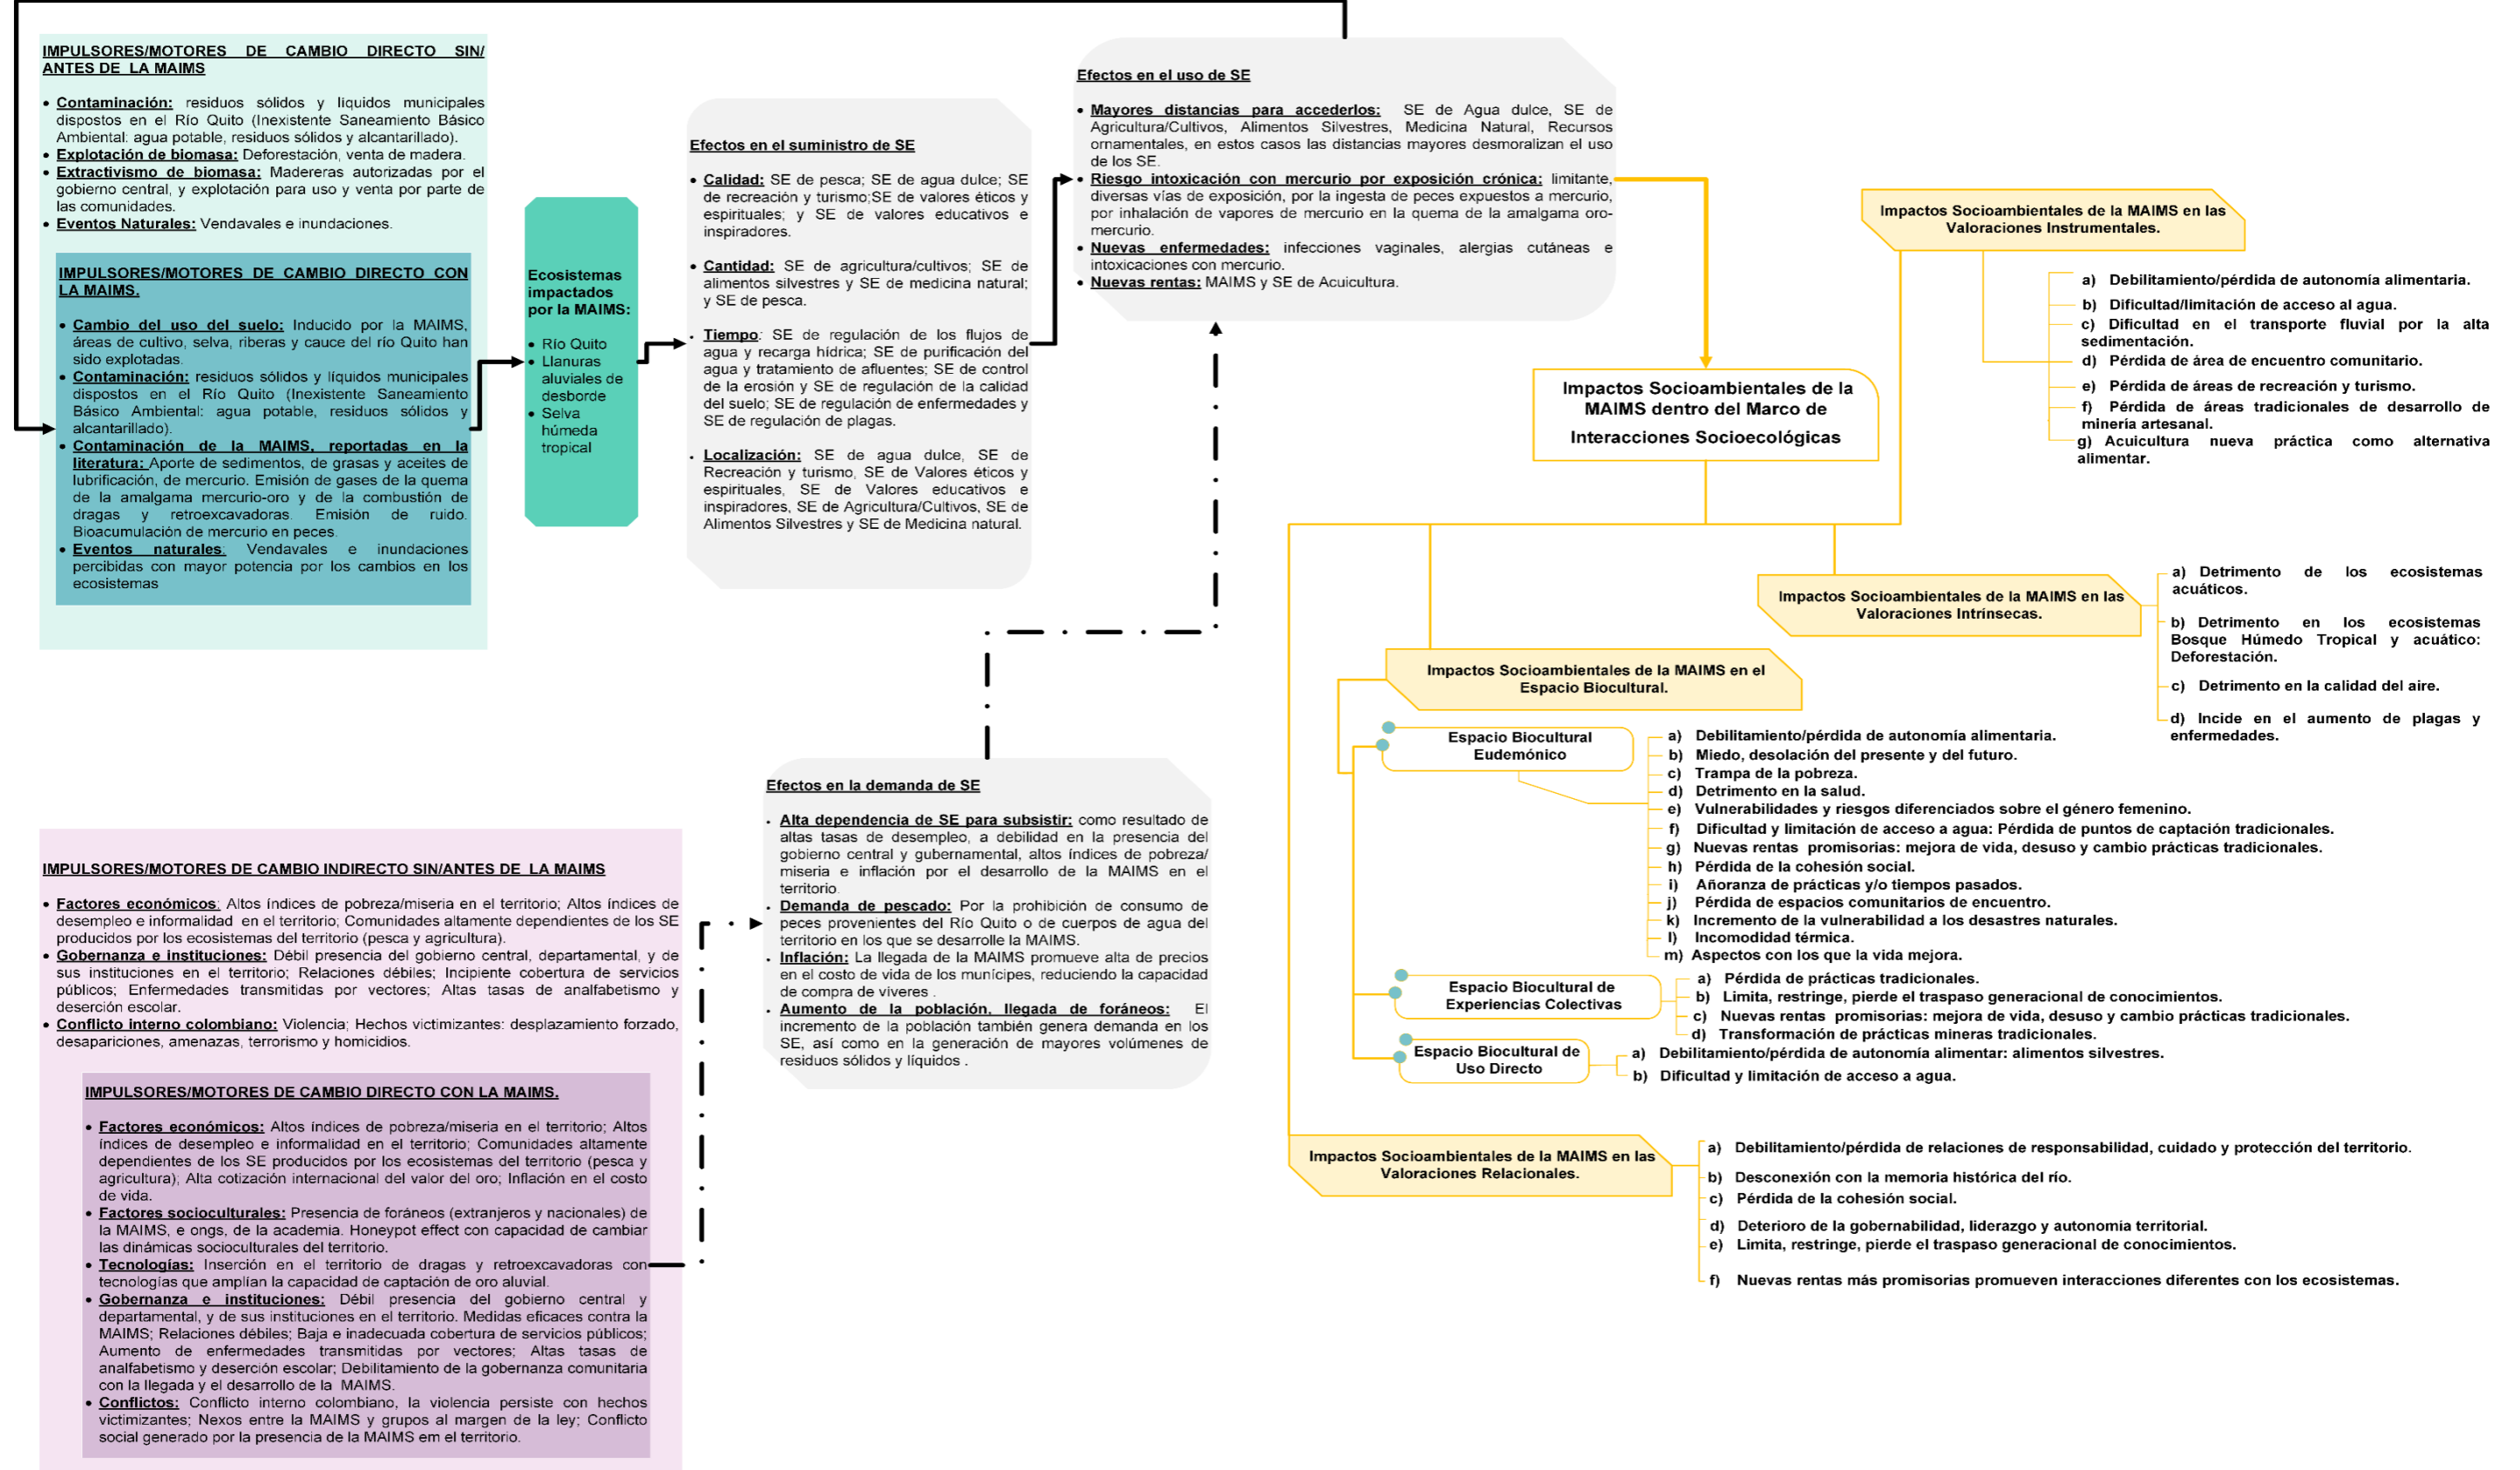 IMPULSORES/MOTORES DE CAMBIO DIRECTO SIN/
ANTES DE LA MAIMS
• Contaminación: residuos sólidos y líquidos municipales
dispostos en el Río Quito (Inexistente Saneamiento Básico
Ambiental: agua potable, residuos sólidos y alcantarillado).
• Explotación de biomasa: Deforestación, venta de madera.
• Extractivismo de biomasa: Madereras autorizadas por el
gobierno central, y explotación para uso y venta por parte de
las comunidades.
• Eventos Naturales: Vendavales e inundaciones.
IMPULSORES/MOTORES DE CAMBIO DIRECTO CON
LA MAIMS.
• Cambio del uso del suelo: Inducido por la MAIMS,
áreas de cultivo, selva, riberas y cauce del río Quito han
sido explotadas.
• Contaminación: residuos sólidos y líquidos municipales
dispostos en el Río Quito (Inexistente Saneamiento
Básico Ambiental: agua potable, residuos sólidos y
alcantarillado).
• Contaminación de la MAIMS, reportadas en la
literatura: Aporte de sedimentos, de grasas y aceites de
lubrificación, de mercurio. Emisión de gases de la quema
de la amalgama mercurio-oro y de la combustión de
dragas y retroexcavadoras. Emisión de ruido.
Bioacumulación de mercurio en peces.
• Eventos naturales: Vendavales e inundaciones
percibidas con mayor potencia por los cambios en los
ecosistemas
Ecosistemas
impactados
por la MAIMS:
• Río Quito
• Llanuras
aluviales de
desborde
• Selva
húmeda
tropical
Efectos en el suministro de SE
• Calidad: SE de pesca; SE de agua dulce; SE
de recreación y turismo;SE de valores éticos y
espirituales; y SE de valores educativos e
inspiradores.
• Cantidad: SE de agricultura/cultivos; SE de
alimentos silvestres y SE de medicina natural;
y SE de pesca.
• Tiempo: SE de regulación de los flujos de
agua y recarga hídrica; SE de purificación del
agua y tratamiento de afluentes; SE de control
de la erosión y SE de regulación de la calidad
del suelo; SE de regulación de enfermedades y
SE de regulación de plagas.
• Localización: SE de agua dulce, SE de
Recreación y turismo, SE de Valores éticos y
espirituales, SE de Valores educativos e
inspiradores, SE de Agricultura/Cultivos, SE de
Alimentos Silvestres y SE de Medicina natural.
Efectos en el uso de SE
• Mayores distancias para accederlos: SE de Agua dulce, SE de
Agricultura/Cultivos, Alimentos Silvestres, Medicina Natural, Recursos
ornamentales, en estos casos las distancias mayores desmoralizan el uso
de los SE.
• Riesgo intoxicación con mercurio por exposición crónica: limitante,
diversas vías de exposición, por la ingesta de peces expuestos a mercurio,
por inhalación de vapores de mercurio en la quema de la amalgama oro-
mercurio.
• Nuevas enfermedades: infecciones vaginales, alergias cutáneas e
intoxicaciones con mercurio.
• Nuevas rentas: MAIMS y SE de Acuicultura.
Impactos Socioambientales de la
MAIMS dentro del Marco de
Interacciones Socioecológicas
Impactos Socioambientales de la MAIMS en las
Valoraciones Instrumentales.
a) Debilitamiento/pérdida de autonomía alimentaria.
b) Dificultad/limitación de acceso al agua.
c) Dificultad en el transporte fluvial por la alta
sedimentación.
d) Pérdida de área de encuentro comunitario.
e) Pérdida de áreas de recreación y turismo.
f) Pérdida de áreas tradicionales de desarrollo de
minería artesanal.
g) Acuicultura nueva práctica como alternativa
alimentar.
Impactos Socioambientales de la MAIMS en las
Valoraciones Intrínsecas.
a) Detrimento de los ecosistemas
acuáticos.
b) Detrimento en los ecosistemas
Bosque Húmedo Tropical y acuático:
Deforestación.
c) Detrimento en la calidad del aire.
d) Incide en el aumento de plagas y
enfermedades.
Impactos Socioambientales de la MAIMS en el
Espacio Biocultural.
Espacio Biocultural
Eudemónico
a) Debilitamiento/pérdida de autonomía alimentaria.
b) Miedo, desolación del presente y del futuro.
c) Trampa de la pobreza.
d) Detrimento en la salud.
e) Vulnerabilidades y riesgos diferenciados sobre el género femenino.
f) Dificultad y limitación de acceso a agua: Pérdida de puntos de captación tradicionales.
g) Nuevas rentas promisorias: mejora de vida, desuso y cambio prácticas tradicionales.
h) Pérdida de la cohesión social.
i) Añoranza de prácticas y/o tiempos pasados.
j) Pérdida de espacios comunitarios de encuentro.
k) Incremento de la vulnerabilidad a los desastres naturales.
l) Incomodidad térmica.
m) Aspectos con los que la vida mejora.
Espacio Biocultural de
Experiencias Colectivas
a) Pérdida de prácticas tradicionales.
b) Limita, restringe, pierde el traspaso generacional de conocimientos.
c) Nuevas rentas promisorias: mejora de vida, desuso y cambio prácticas tradicionales.
d) Transformación de prácticas mineras tradicionales.
Espacio Biocultural de
Uso Directo
a) Debilitamiento/pérdida de autonomía alimentar: alimentos silvestres.
b) Dificultad y limitación de acceso a agua.
Impactos Socioambientales de la MAIMS en las
Valoraciones Relacionales.
a) Debilitamiento/pérdida de relaciones de responsabilidad, cuidado y protección del territorio.
b) Desconexión con la memoria histórica del río.
c) Pérdida de la cohesión social.
d) Deterioro de la gobernabilidad, liderazgo y autonomía territorial.
e) Limita, restringe, pierde el traspaso generacional de conocimientos.
f) Nuevas rentas más promisorias promueven interacciones diferentes con los ecosistemas.
Efectos en la demanda de SE
• Alta dependencia de SE para subsistir: como resultado de
altas tasas de desempleo, a debilidad en la presencia del
gobierno central y gubernamental, altos índices de pobreza/
miseria e inflación por el desarrollo de la MAIMS en el
territorio.
• Demanda de pescado: Por la prohibición de consumo de
peces provenientes del Río Quito o de cuerpos de agua del
territorio en los que se desarrolle la MAIMS.
• Inflación: La llegada de la MAIMS promueve alta de precios
en el costo de vida de los munícipes, reduciendo la capacidad
de compra de viveres .
• Aumento de la población, llegada de foráneos: El
incremento de la población también genera demanda en los
SE, así como en la generación de mayores volúmenes de
residuos sólidos y líquidos .
IMPULSORES/MOTORES DE CAMBIO INDIRECTO SIN/ANTES DE LA MAIMS
• Factores económicos: Altos índices de pobreza/miseria en el territorio; Altos índices de
desempleo e informalidad en el territorio; Comunidades altamente dependientes de los SE
producidos por los ecosistemas del territorio (pesca y agricultura).
• Gobernanza e instituciones: Débil presencia del gobierno central, departamental, y de
sus instituciones en el territorio; Relaciones débiles; Incipiente cobertura de servicios
públicos; Enfermedades transmitidas por vectores; Altas tasas de analfabetismo y
deserción escolar.
• Conflicto interno colombiano: Violencia; Hechos victimizantes: desplazamiento forzado,
desapariciones, amenazas, terrorismo y homicidios.
IMPULSORES/MOTORES DE CAMBIO DIRECTO CON LA MAIMS.
• Factores económicos: Altos índices de pobreza/miseria en el territorio; Altos
índices de desempleo e informalidad en el territorio; Comunidades altamente
dependientes de los SE producidos por los ecosistemas del territorio (pesca y
agricultura); Alta cotización internacional del valor del oro; Inflación en el costo
de vida.
• Factores socioculturales: Presencia de foráneos (extranjeros y nacionales) de
la MAIMS, e ongs, de la academia. Honeypot effect con capacidad de cambiar
las dinámicas socioculturales del territorio.
• Tecnologías: Inserción en el territorio de dragas y retroexcavadoras con
tecnologías que amplían la capacidad de captación de oro aluvial.
• Gobernanza e instituciones: Débil presencia del gobierno central y
departamental, y de sus instituciones en el territorio. Medidas eficaces contra la
MAIMS; Relaciones débiles; Baja e inadecuada cobertura de servicios públicos;
Aumento de enfermedades transmitidas por vectores; Altas tasas de
analfabetismo y deserción escolar; Debilitamiento de la gobernanza comunitaria
con la llegada y el desarrollo de la MAIMS.
• Conflictos: Conflicto interno colombiano, la violencia persiste con hechos
victimizantes; Nexos entre la MAIMS y grupos al margen de la ley; Conflicto
social generado por la presencia de la MAIMS em el territorio.